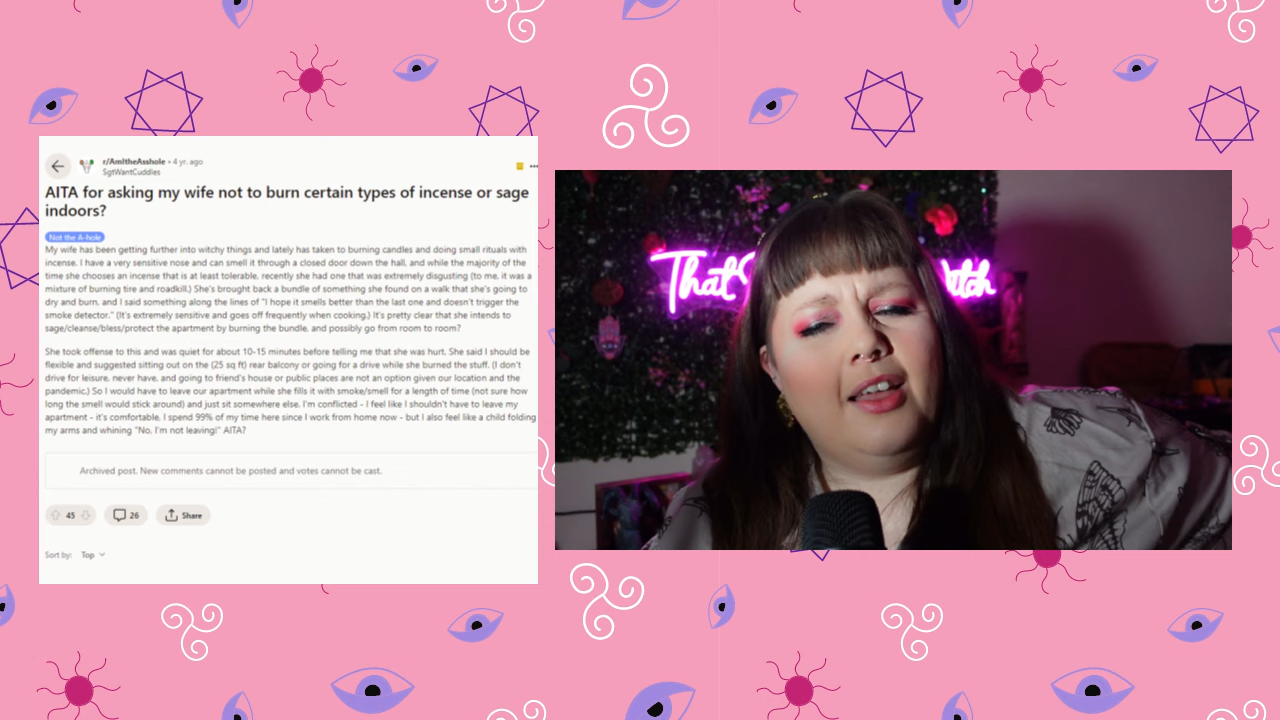 r/AmItheAsshole • 4 yr. ago
SgtWantCuddles
AITA for asking my wife not to burn certain types of incense or sage
indoors?
Not the A-hole
My wife has been getting further into witchy things and lately has taken to burning candles and doing small rituals with
incense. I have a very sensitive nose and can smell it through a closed door down the hall, and while the majority of the
time she chooses an incense that is at least tolerable, recently she had one that was extremely disgusting (to me, it was a
mixture of burning tire and roadkill.) She's brought back a bundle of something she found on a walk that she's going to
dry and burn, and I said something along the lines of "I hope it smells better than the last one and doesn't trigger the
smoke detector." (It's extremely sensitive and goes off frequently when cooking.) It's pretty clear that she intends to
sage/cleanse/bless/protect the apartment by burning the bundle, and possibly go from room to room?
She took offense to this and was quiet for about 10-15 minutes before telling me that she was hurt. She said I should be
flexible and suggested sitting out on the (25 sq ft) rear balcony or going for a drive while she burned the stuff. (I don't
drive for leisure, never have, and going to friend's house or public places are not an option given our location and the
pandemic.) So I would have to leave our apartment while she fills it with smoke/smell for a length of time (not sure how
long the smell would stick around) and just sit somewhere else. I'm conflicted - I feel like I shouldn't have to leave my
apartment - it's comfortable, I spend 99% of my time here since I work from home now - but I also feel like a child folding
my arms and whining "No, I'm not leaving!" AITA?
Archived post. New comments cannot be posted and votes cannot be cast.
45 26 Share
Sort by: Top
That
itch